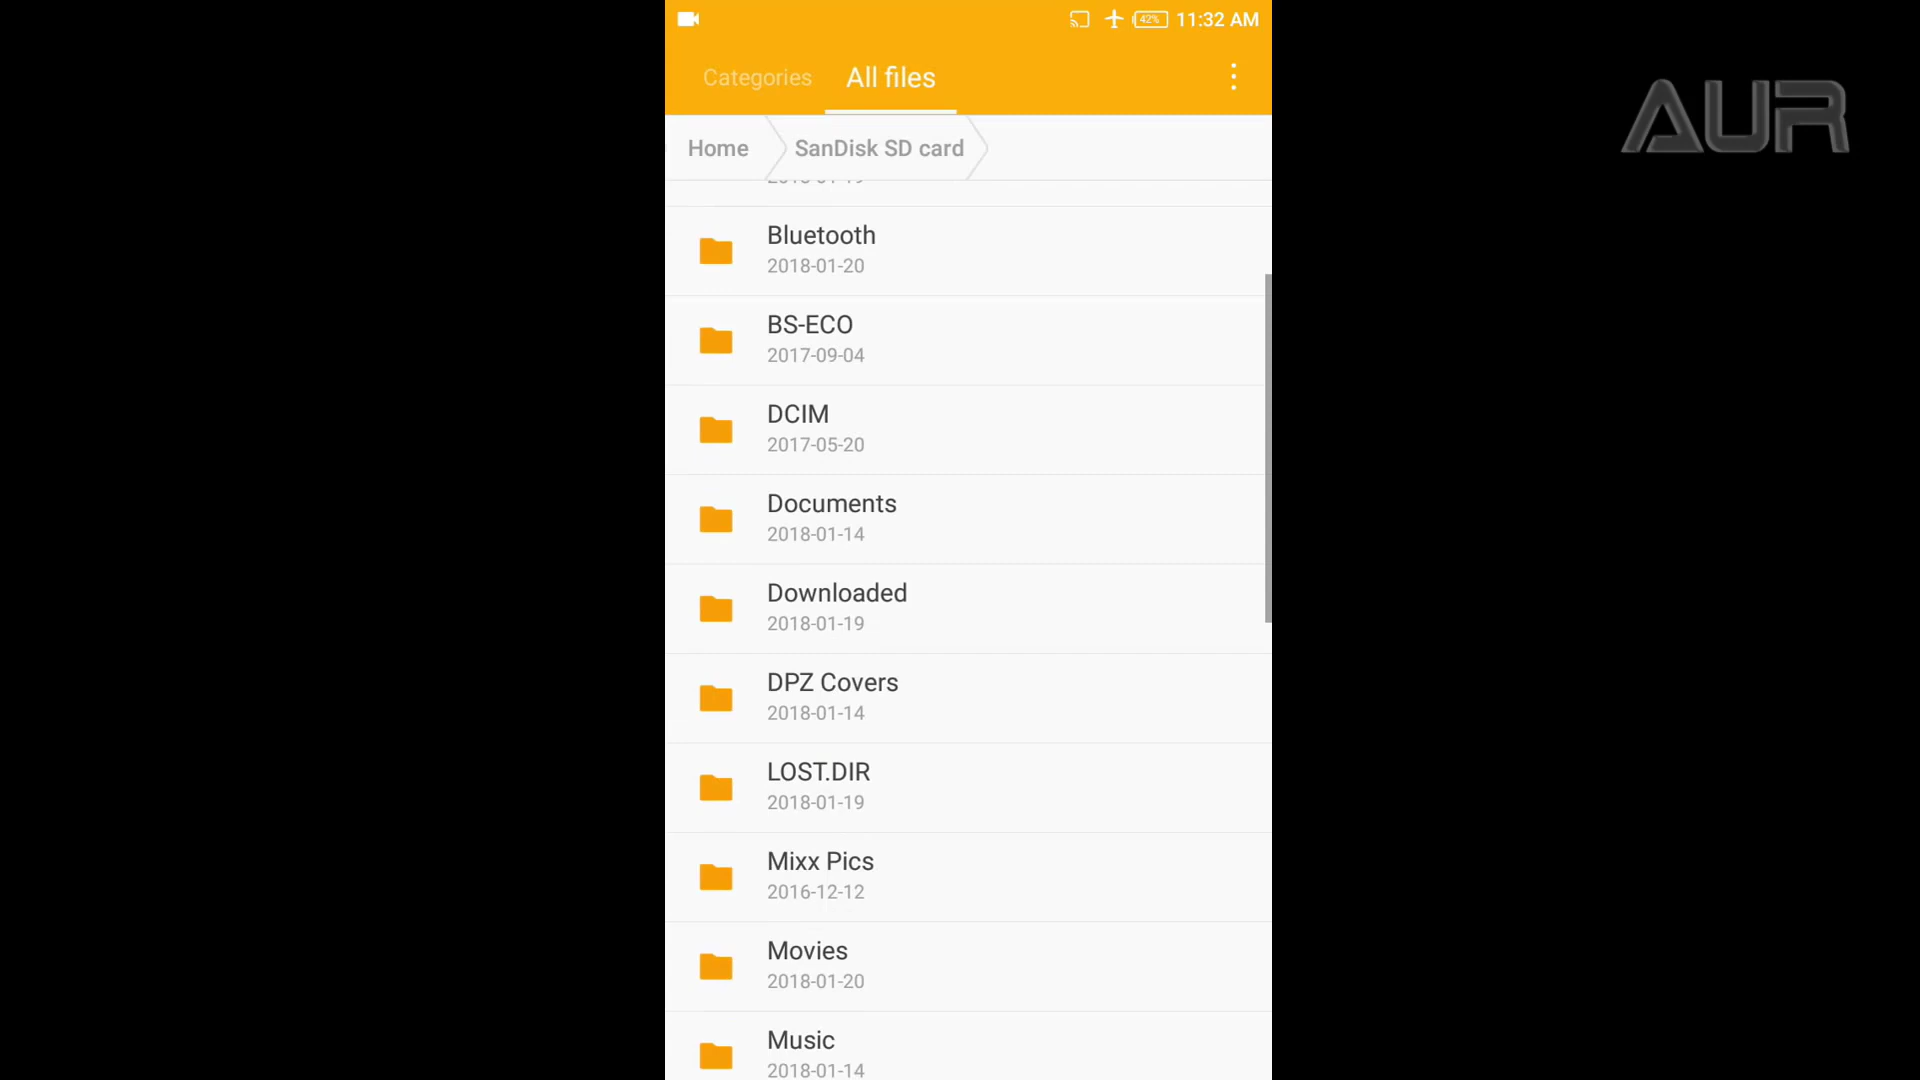 42% 11:32 AM
Categories All files
Home SanDisk SD card
Bluetooth
2018-01-20
BS-ECO
2017-09-04
DCIM
2017-05-20
Documents
2018-01-14
Downloaded
2018-01-19
DPZ Covers
2018-01-14
LOST.DIR
2018-01-19
Mixx Pics
2016-12-12
Movies
2018-01-20
Music
2018-01-14
AUR